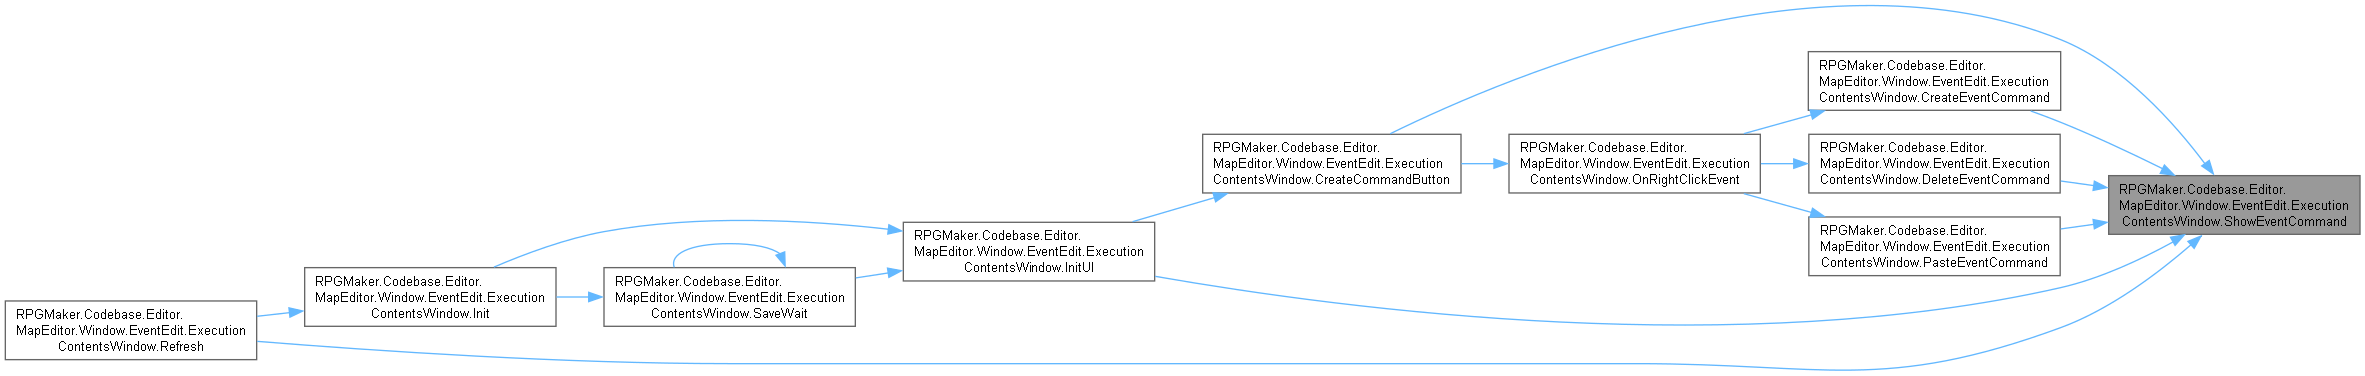 RPGMaker.Codebase.Editor.
MapEditor.Window.EventEdit.Execution
ContentsWindow.Refresh
RPGMaker.Codebase.Editor.
MapEditor.Window.EventEdit.Execution
ContentsWindow.Init
RPGMaker.Codebase.Editor.
MapEditor.Window.EventEdit.Execution
ContentsWindow.SaveWait
RPGMaker.Codebase.Editor.
MapEditor.Window.EventEdit.Execution
ContentsWindow.InitUI
RPGMaker.Codebase.Editor.
MapEditor.Window.EventEdit.Execution
ContentsWindow.CreateCommandButton
RPGMaker.Codebase.Editor.
MapEditor.Window.EventEdit.Execution
ContentsWindow.OnRightClickEvent
RPGMaker.Codebase.Editor.
MapEditor.Window.EventEdit.Execution
ContentsWindow.CreateEventCommand
RPGMaker.Codebase.Editor.
MapEditor.Window.EventEdit.Execution
ContentsWindow.DeleteEventCommand
RPGMaker.Codebase.Editor.
MapEditor.Window.EventEdit.Execution
ContentsWindow.PasteEventCommand
RPGMaker.Codebase.Editor.
MapEditor.Window.EventEdit.Execution
ContentsWindow.ShowEventCommand